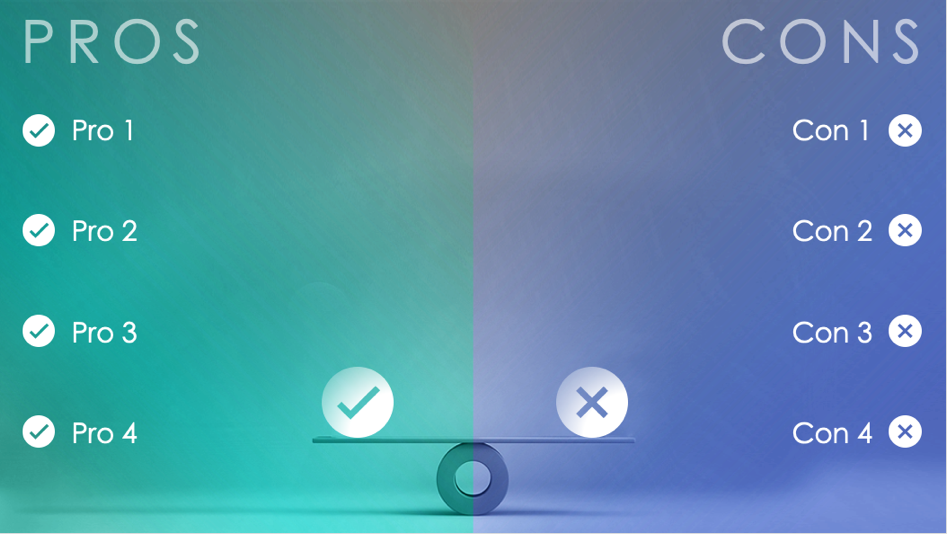 PROS
Pro 1
Pro 2
Pro 3
Pro 4
CONS
Con 1
Con 2
Con 3
Con 4